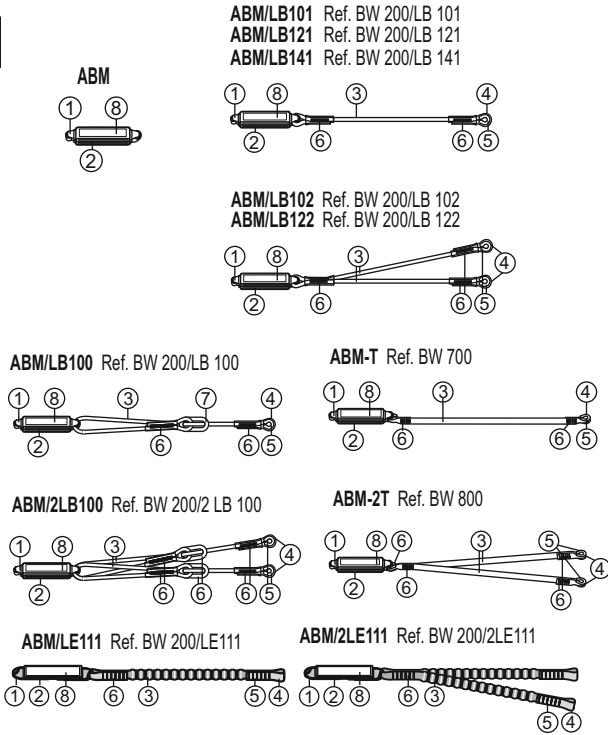 ABM/LB101 Ref. BW 200/LB 101
ABM/LB121 Ref. BW 200/LB 121
ABM/LB141 Ref. BW 200/LB 141
ABM
1 8
2
1 8 3 4
2 6 6 5
ABM/LB102 Ref. BW 200/LB 102
ABM/LB122 Ref. BW 200/LB 122
1 8 3 4
2 6 6 5
ABM/LB100 Ref. BW 200/LB 100
1 8 3 7 4
2 6 6 5
ABM-T Ref. BW 700
1 8 3 4
2 6 6 5
ABM/2LB100 Ref. BW 200/2 LB 100
1 8 3 4
2 6 6 6 5
ABM-2T Ref. BW 800
1 8 6 3 5 4
2 6 6
ABM/LE111 Ref. BW 200/LE111
1 2 8 6 3 5 4
ABM/2LE111 Ref. BW 200/2LE111
1 2 8 6 3 5 4